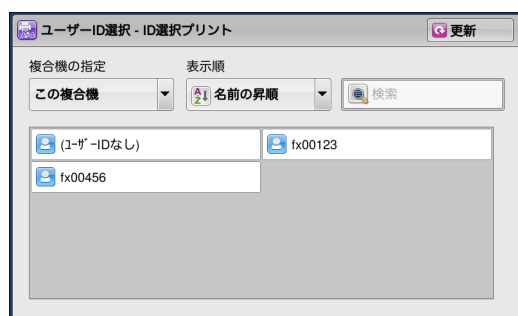 ユーザーID選択 - ID選択プリント
更新
複合機の指定
表示順
この複合機
名前の昇順
検索
(ﾕｰｻﾞｰIDなし)
fx00123
fx00456